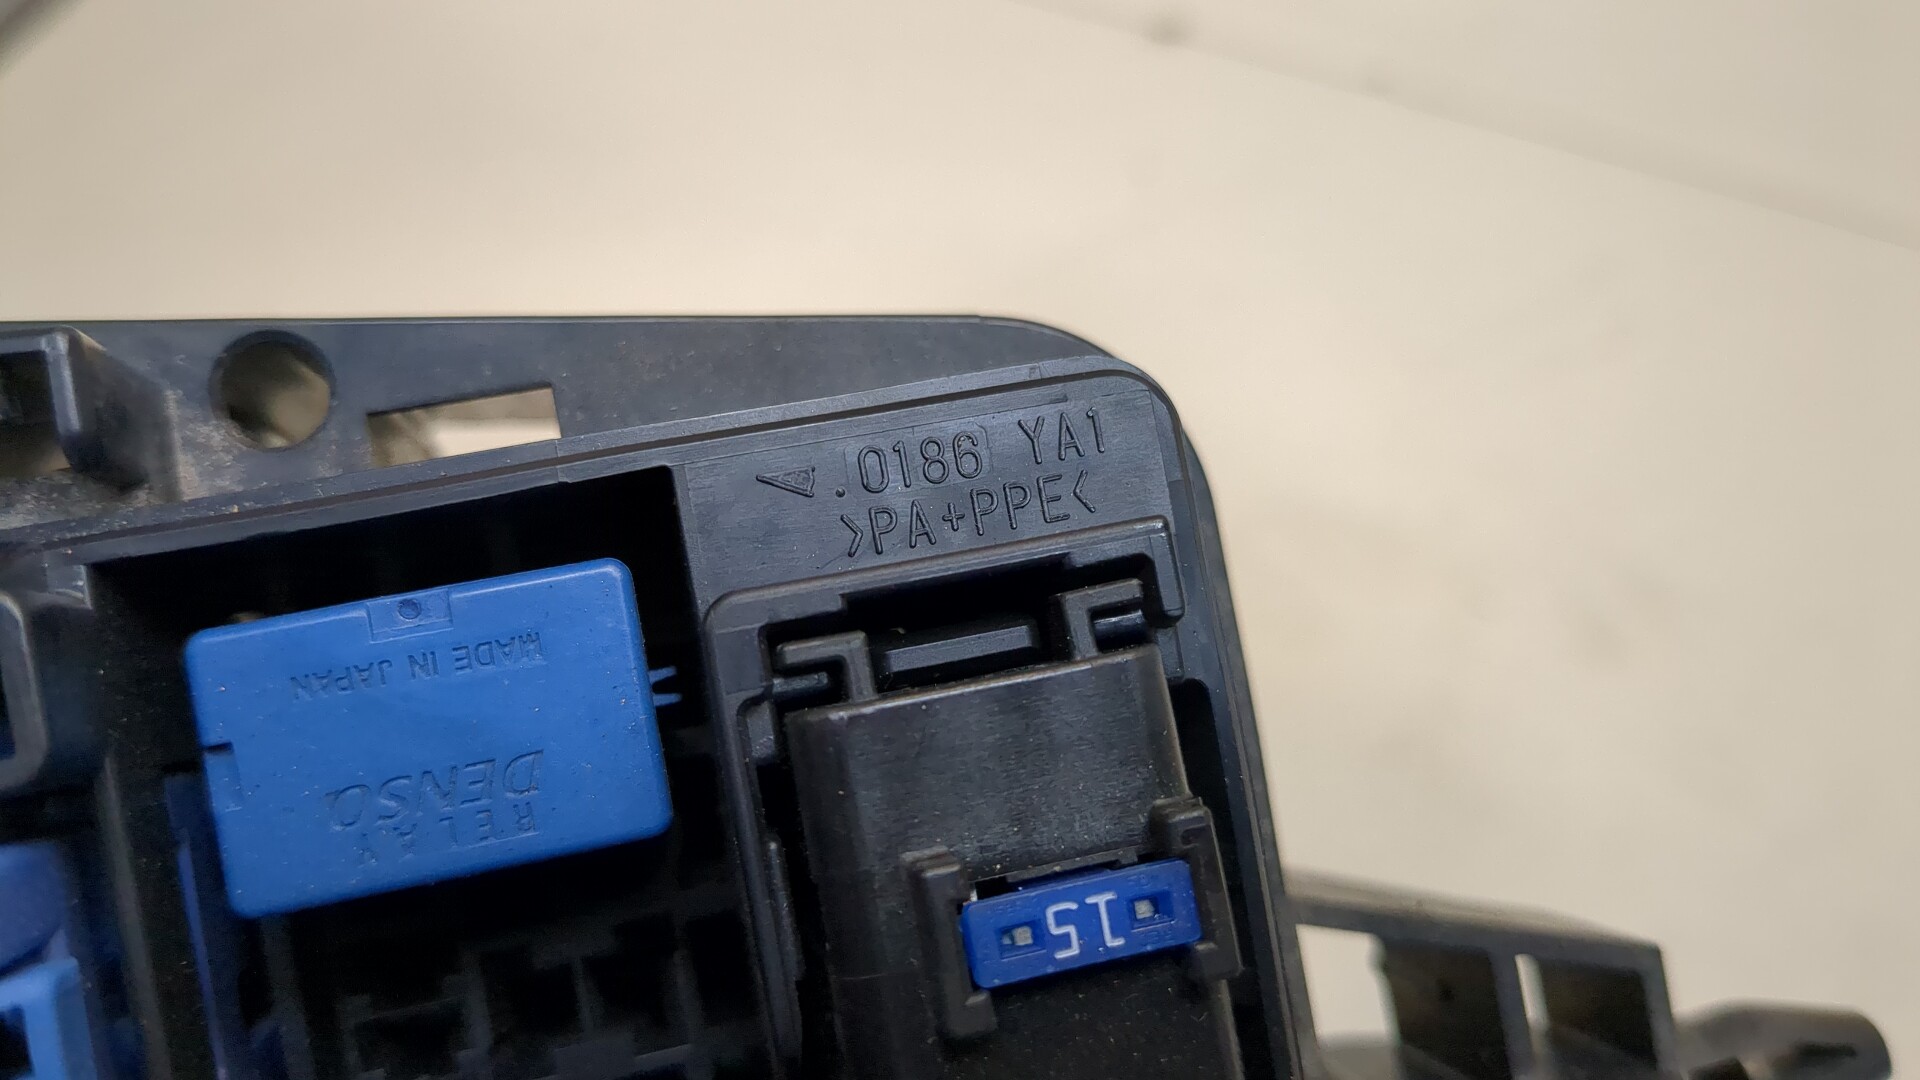 .0186 YA1
>PA+PPE<
MADE IN JAPAN
DENSO
RELAY
15